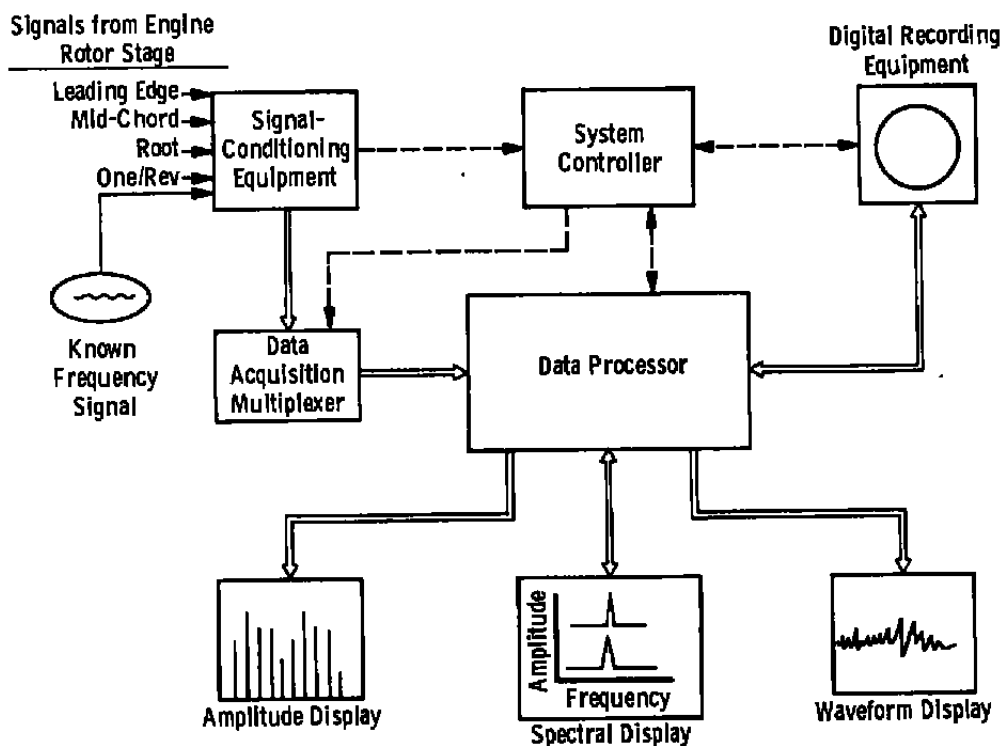 Signals from Engine
Rotor Stage
Leading Edge
Mid-Chord
Root
One/Rev
Signal-
Conditioning
Equipment
System
Controller
Digital Recording
Equipment
Known
Frequency
Signal
Data
Acquisition
Multiplexer
Data Processor
Amplitude Display
Amplitude
Frequency
Spectral Display
Waveform Display